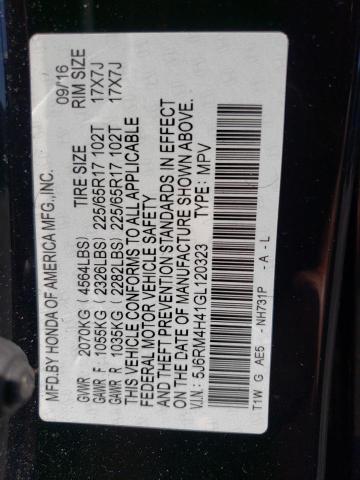 MFD.BY HONDA OF AMERICA MFG.,INC. 09/16
TIRE SIZE RIM SIZE
GVWR 2070KG ( 4564LBS)
GAWR F : 1055KG ( 2326LBS) 225/65R17 102T 17X7J
GAWR R : 1035KG ( 2282LBS) 225/65R17 102T 17X7J
THIS VEHICLE CONFORMS TO ALL APPLICABLE
FEDERAL MOTOR VEHICLE SAFETY
AND THEFT PREVENTION STANDARDS IN EFFECT
ON THE DATE OF MANUFACTURE SHOWN ABOVE.
V.I.N.: 5J6RM4H41GL120323 TYPE: MPV
T1W G AE5 - NH731P - A - L